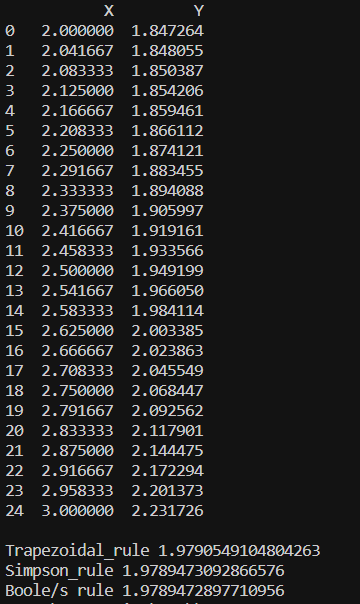 X Y
0 2.000000 1.847264
1 2.041667 1.848055
2 2.083333 1.850387
3 2.125000 1.854206
4 2.166667 1.859461
5 2.208333 1.866112
6 2.250000 1.874121
7 2.291667 1.883455
8 2.333333 1.894088
9 2.375000 1.905997
10 2.416667 1.919161
11 2.458333 1.933566
12 2.500000 1.949199
13 2.541667 1.966050
14 2.583333 1.984114
15 2.625000 2.003385
16 2.666667 2.023863
17 2.708333 2.045549
18 2.750000 2.068447
19 2.791667 2.092562
20 2.833333 2.117901
21 2.875000 2.144475
22 2.916667 2.172294
23 2.958333 2.201373
24 3.000000 2.231726
Trapezoidal_rule 1.9790549104804263
Simpson_rule 1.9789473092866576
Boole/s rule 1.9789472897710956